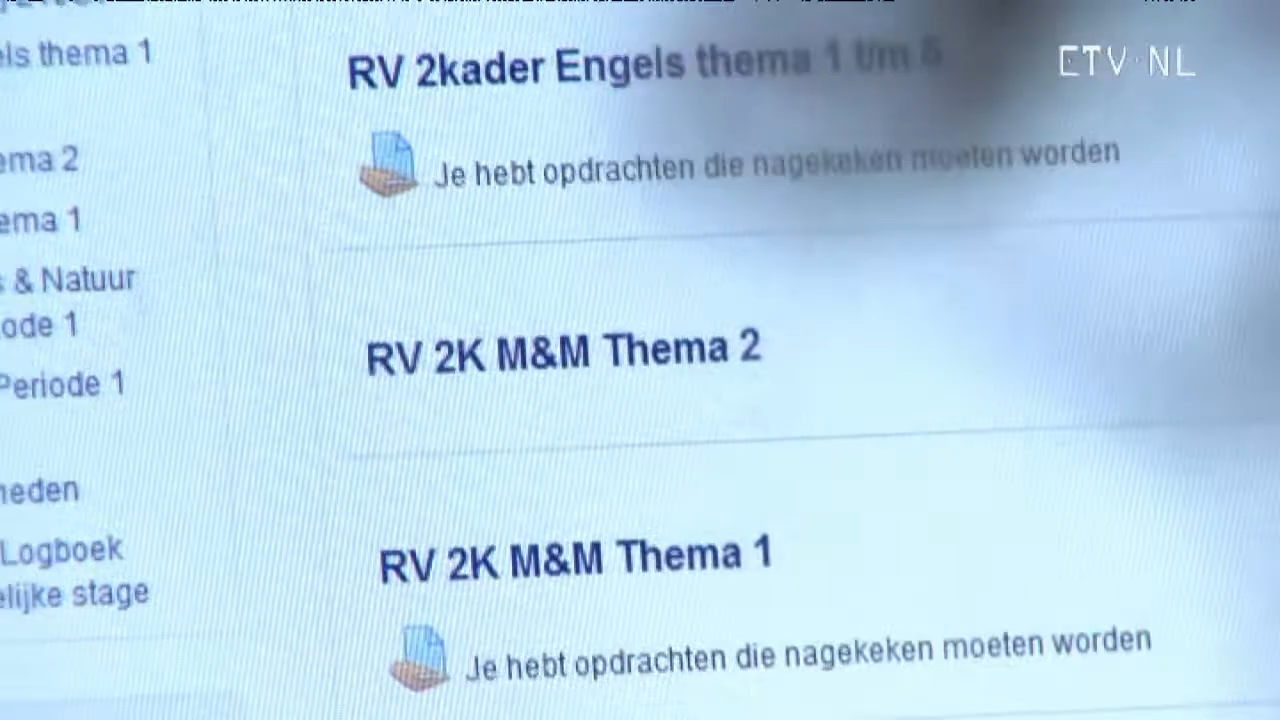 els thema 1
ema 2
ema 1
& Natuur
ode 1
Periode 1
heden
Logboek
elijke stage
RV 2kader Engels thema 1 t/m 5
Je hebt opdrachten die nagekeken moeten worden
RV 2K M&M Thema 2
RV 2K M&M Thema 1
Je hebt opdrachten die nagekeken moeten worden
ETV·NL